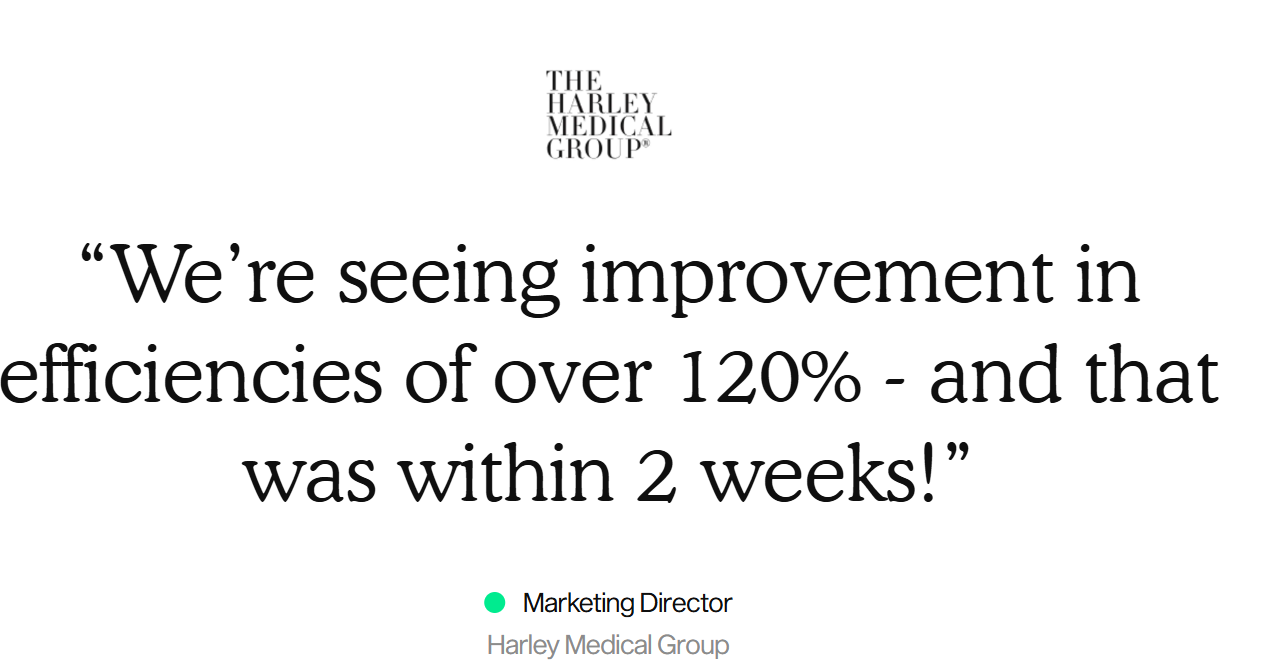 THE
HARLEY
MEDICAL
GROUP®
“We’re seeing improvement in
efficiencies of over 120% - and that
was within 2 weeks!”
Marketing Director
Harley Medical Group